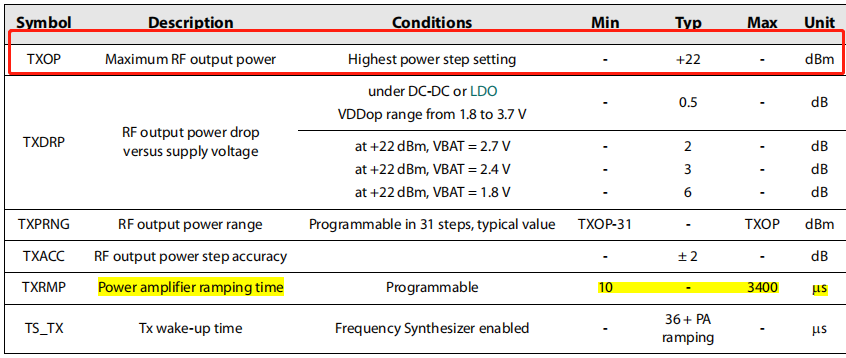 Symbol Description Conditions Min Typ Max Unit
TXOP Maximum RF output power Highest power step setting - +22 - dBm
under DC-DC or LDO
VDDop range from 1.8 to 3.7 V - 0.5 dB
TXDRP RF output power drop
versus supply voltage
at +22 dBm, VBAT = 2.7 V - 2 - dB
at +22 dBm, VBAT = 2.4 V - 3 - dB
at +22 dBm, VBAT = 1.8 V - 6 - dB
TXPRNG RF output power range Programmable in 31 steps, typical value TXOP-31 - TXOP dBm
TXACC RF output power step accuracy - ± 2 - dB
TXRMP Power amplifier ramping time Programmable 10 - 3400 µs
TS_TX Tx wake-up time Frequency Synthesizer enabled - 36 + PA
ramping - µs